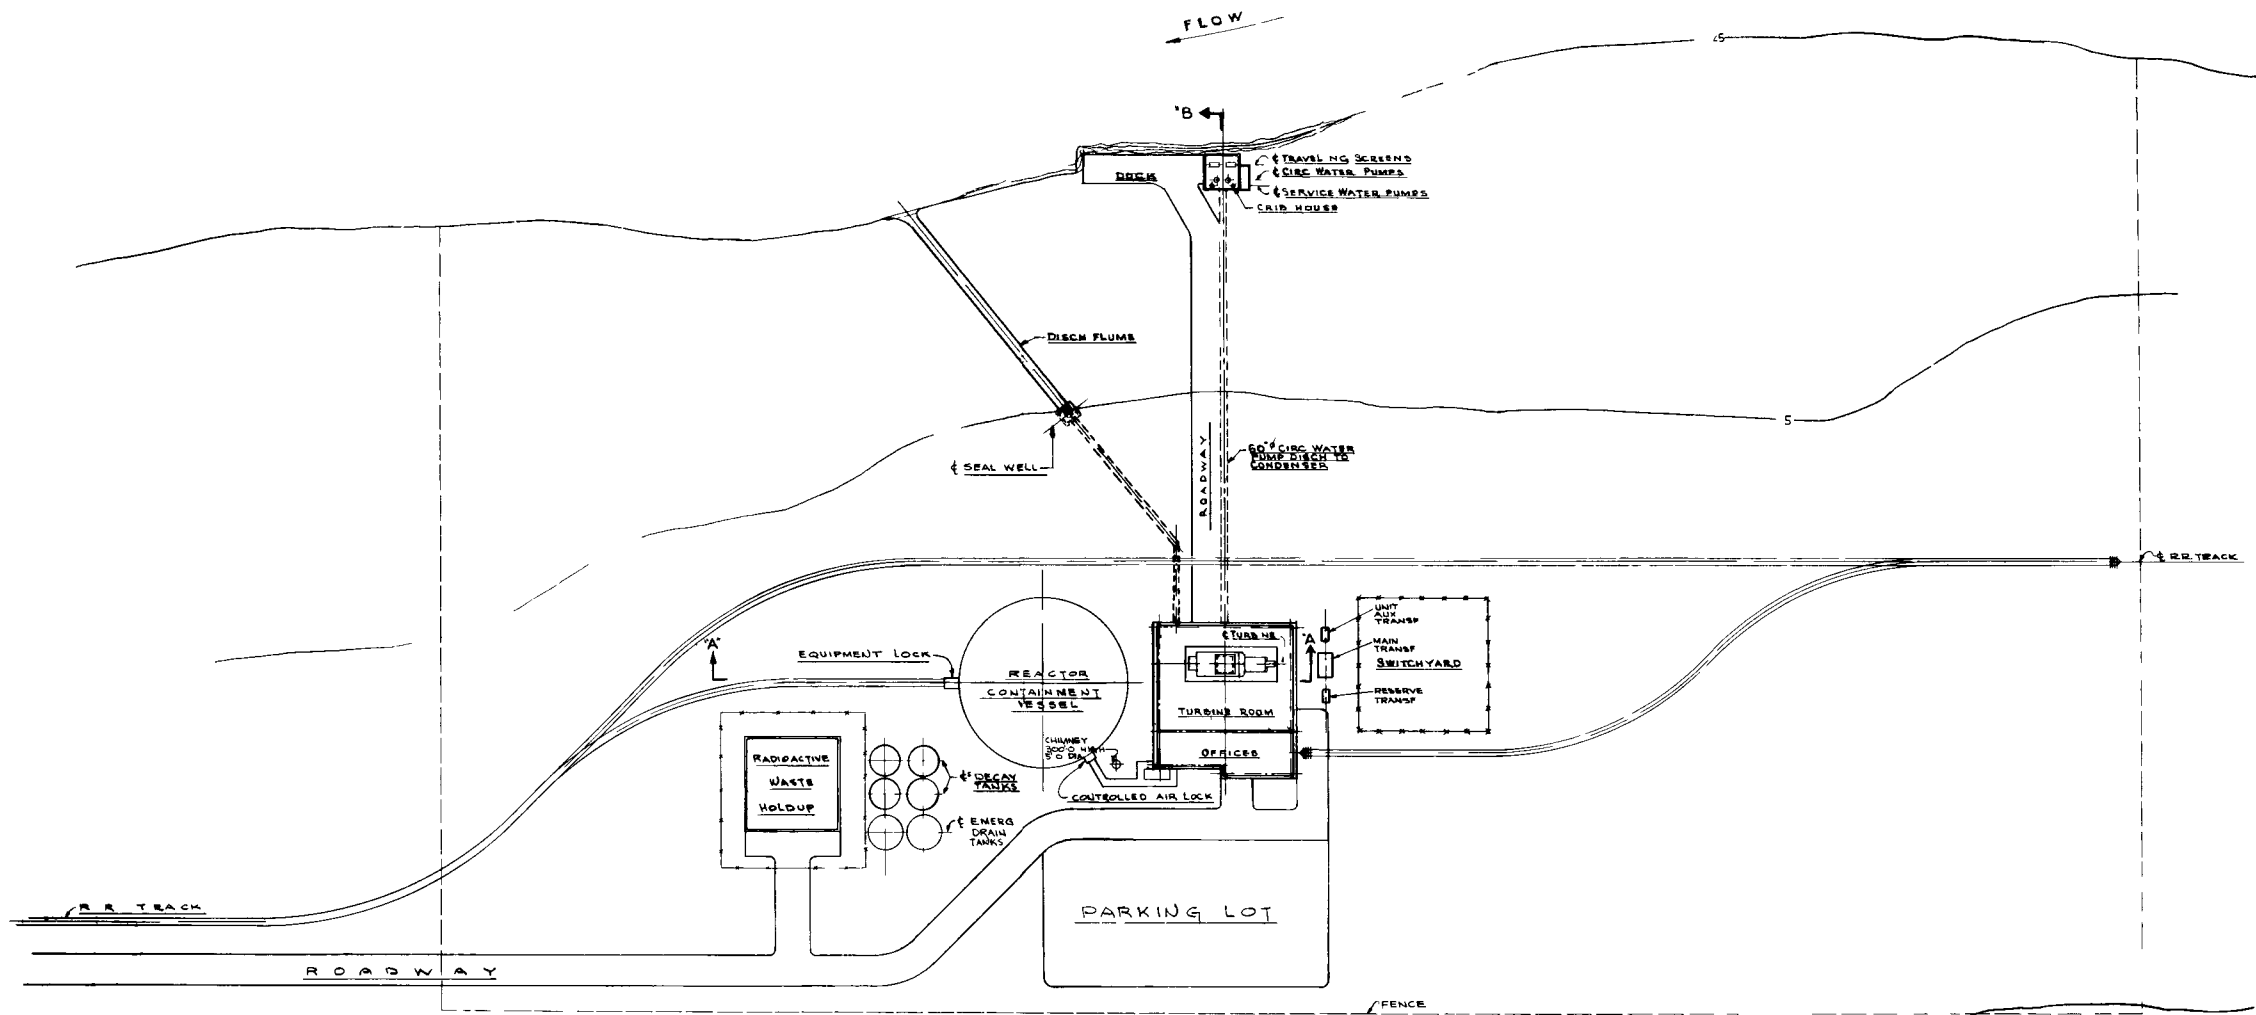 FLOW
5
"B
TRAVELING SCREENS
CIRC WATER PUMPS
SERVICE WATER PUMPS
CRIB HOUSE
DOCK
DISCH FLUME
5
ROADWAY
60"ø CIRC WATER
PUMP DISCH TO
CONDENSER
℄ SEAL WELL
℄ R.R. TRACK
UNIT
AUX
TRANSF
MAIN
TRANSF
SWITCHYARD
RESERVE
TRANSF
"A"
EQUIPMENT LOCK
REACTOR
CONTAINMENT
VESSEL
℄ TURBINE
"A
TURBINE ROOM
OFFICES
CHIMNEY
300'-0 HIGH
5'-0 DIA
CONTROLLED AIR LOCK
RADIOACTIVE
WASTE
HOLDUP
℄s DECAY
TANKS
℄ EMERG
DRAIN
TANKS
R R TRACK
PARKING LOT
ROADWAY
FENCE